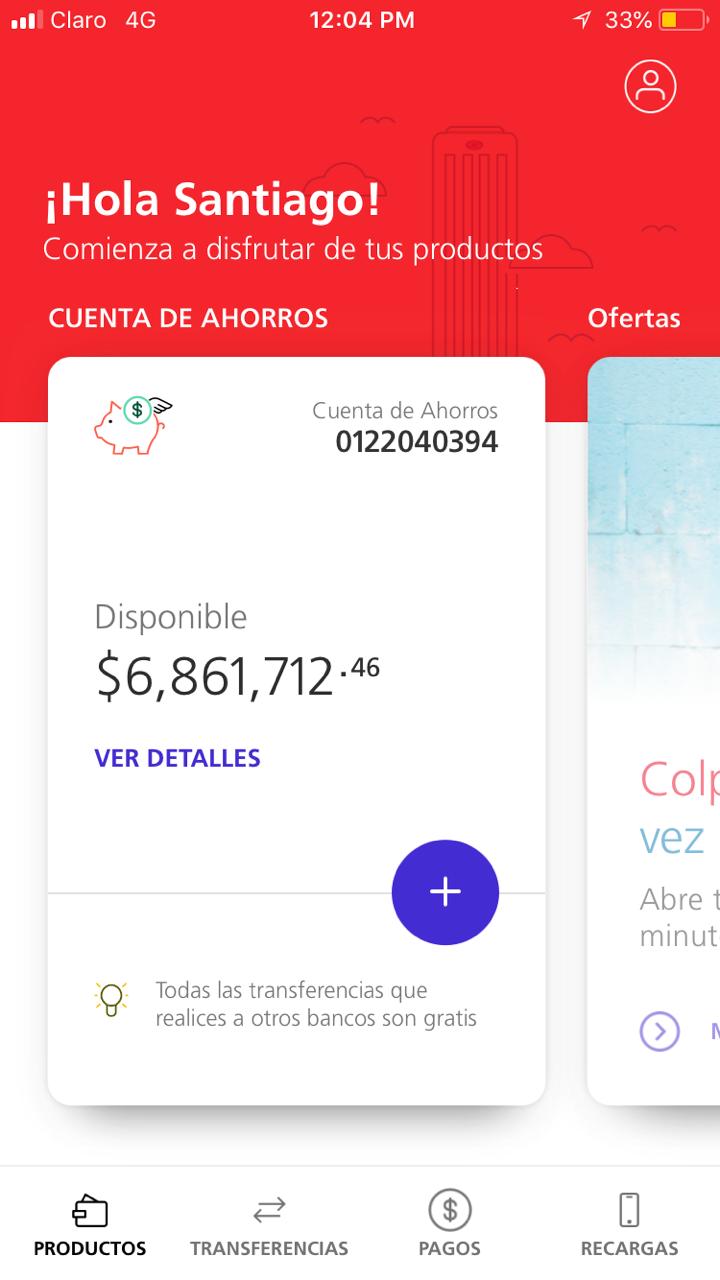 Claro 4G 12:04 PM 33%
¡Hola Santiago!
Comienza a disfrutar de tus productos
CUENTA DE AHORROS
Ofertas
$
Cuenta de Ahorros
0122040394
Disponible
$6,861,712.46
VER DETALLES
+
Todas las transferencias que
realices a otros bancos son gratis
vez
Abre
$
PRODUCTOS
TRANSFERENCIAS
PAGOS
RECARGAS